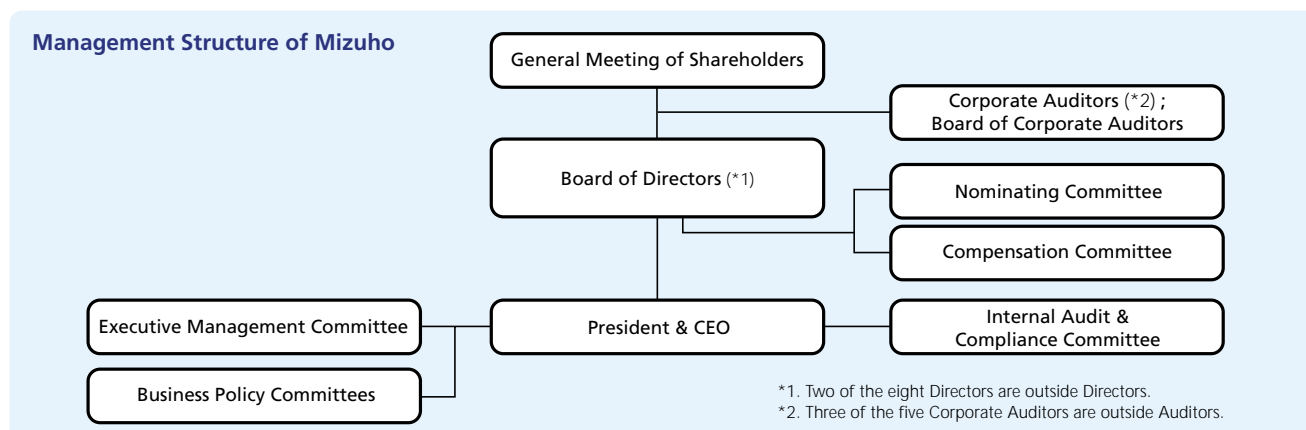 Management Structure of Mizuho
General Meeting of Shareholders
Corporate Auditors (*2) ;
Board of Corporate Auditors
Board of Directors (*1)
Nominating Committee
Compensation Committee
Executive Management Committee
President & CEO
Internal Audit &
Compliance Committee
Business Policy Committees
*1. Two of the eight Directors are outside Directors.
*2. Three of the five Corporate Auditors are outside Auditors.